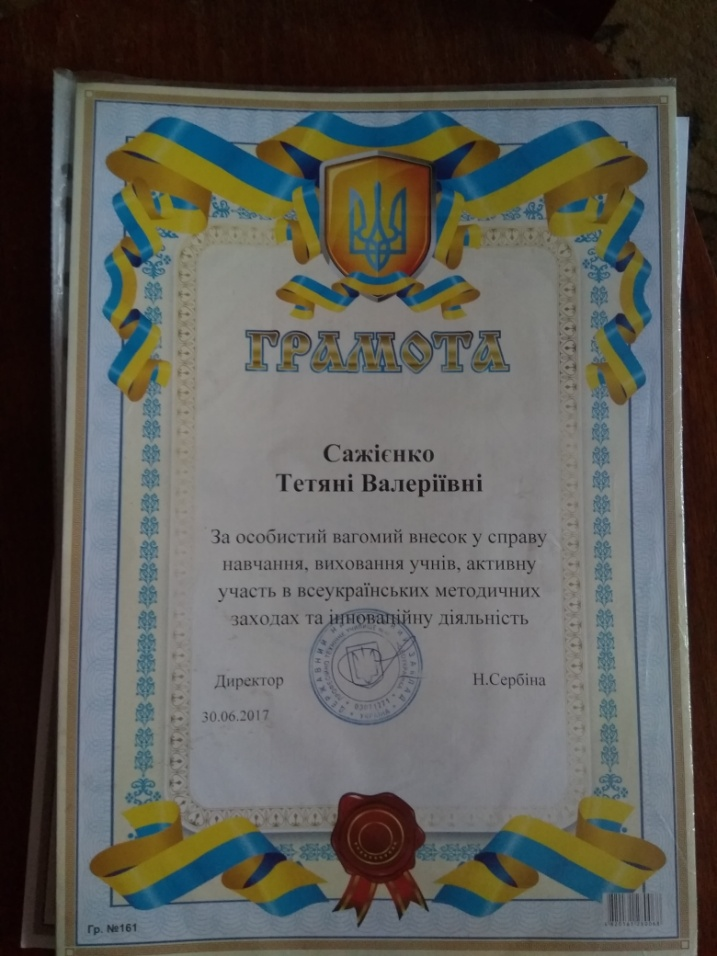 ГРАМОТА
Сажієнко
Тетяні Валеріївні
За особистий вагомий внесок у справу
навчання, виховання учнів, активну
участь в всеукраїнських методичних
заходах та інноваційну діяльність
Директор
Н.Сербіна
30.06.2017
Гр. №161